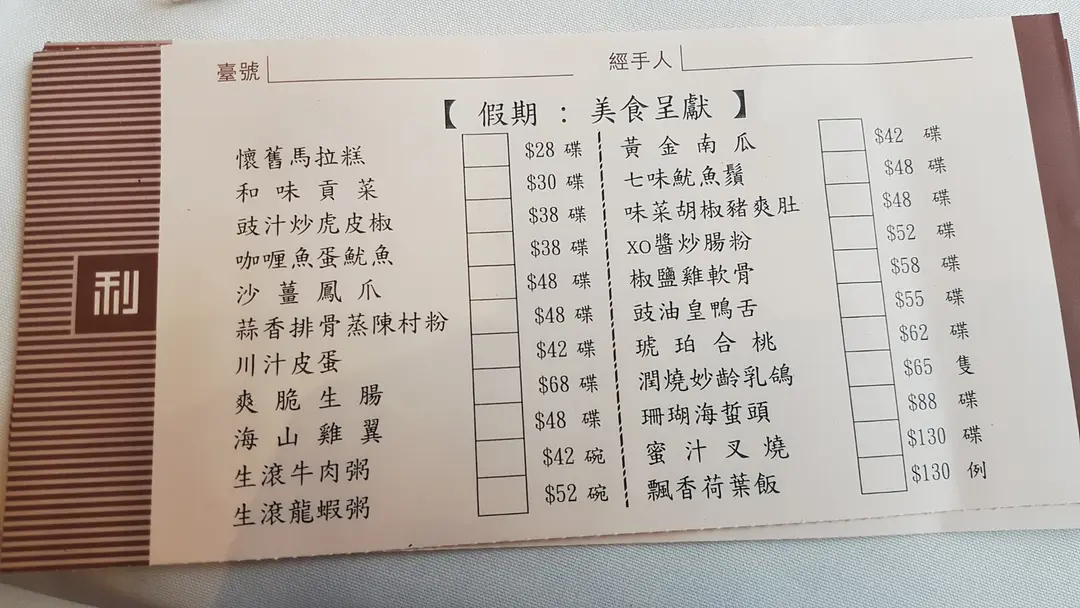 臺號 經手人
【 假期 : 美食呈獻 】
懷舊馬拉糕 $28 碟
和味貢菜 $30 碟
豉汁炒虎皮椒 $38 碟
咖喱魚蛋魷魚 $38 碟
沙薑鳳爪 $48 碟
蒜香排骨蒸陳村粉 $48 碟
川汁皮蛋 $42 碟
爽脆生腸 $68 碟
海山雞翼 $48 碟
生滾牛肉粥 $42 碗
生滾龍蝦粥 $52 碗
黃金南瓜 $42 碟
七味魷魚鬚 $48 碟
味菜胡椒豬爽肚 $48 碟
XO醬炒腸粉 $52 碟
椒鹽雞軟骨 $58 碟
豉油皇鴨舌 $55 碟
琥珀合桃 $62 碟
潤燒妙齡乳鴿 $65 隻
珊瑚海蜇頭 $88 碟
蜜汁叉燒 $130 碟
飄香荷葉飯 $130 例
利